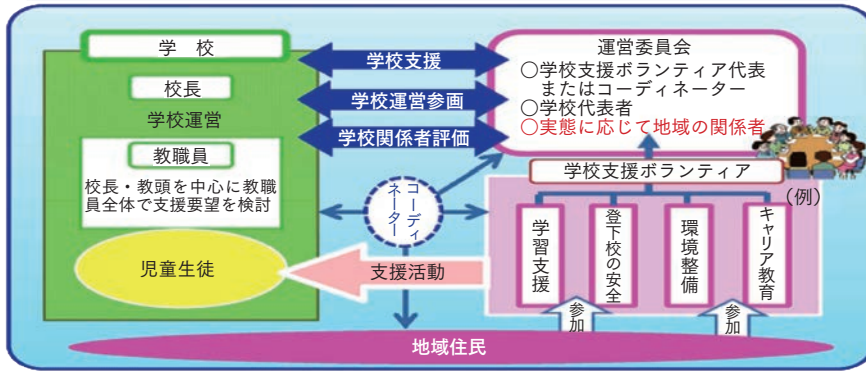 学校
校長
学校運営
教職員
校長・教頭を中心に教職
員全体で支援要望を検討
児童生徒
学校支援
学校運営参画
学校関係者評価
コーディ
ネーター
支援活動
運営委員会
○学校支援ボランティア代表
またはコーディネーター
○学校代表者
○実態に応じて地域の関係者
学校支援ボランティア
(例)
学習支援
登下校の安全
環境整備
キャリア教育
参加
参加
地域住民